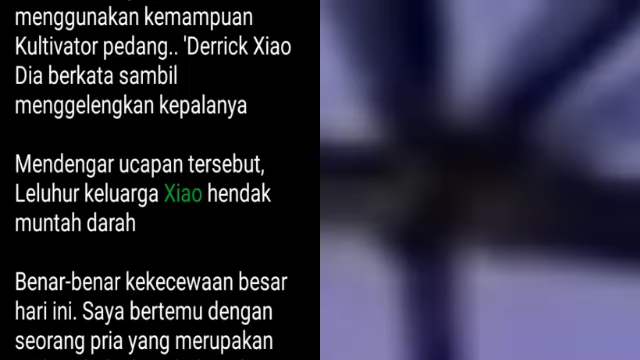 menggunakan kemampuan
Kultivator pedang.. 'Derrick Xiao
Dia berkata sambil
menggelengkan kepalanya
Mendengar ucapan tersebut,
Leluhur keluarga Xiao hendak
muntah darah
Benar-benar kekecewaan besar
hari ini. Saya bertemu dengan
seorang pria yang merupakan